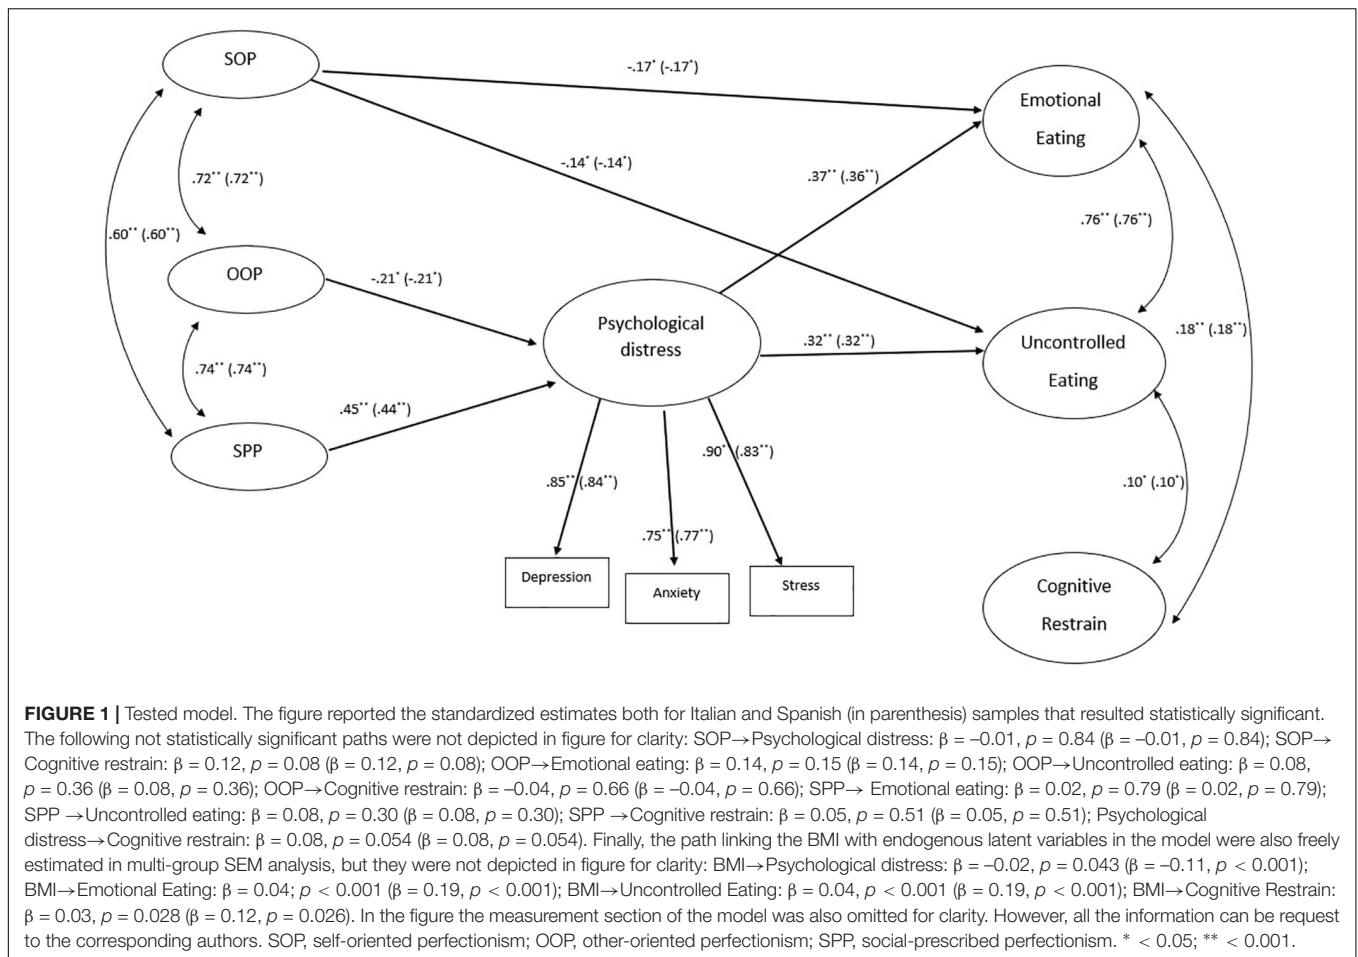 SOP
-.17* (-.17*)
Emotional
Eating
-.14* (-.14*)
.37** (.36**)
.72** (.72**)
.76** (.76**)
.60** (.60**)
OOP
-.21* (-.21*)
Psychological
distress
.18** (.18**)
.32** (.32**)
Uncontrolled
Eating
.74** (.74**)
.45** (.44**)
SPP
.90* (.83**)
.85** (.84**)
.10* (.10*)
.75** (.77**)
Depression
Anxiety
Stress
Cognitive
Restrain
FIGURE 1 | Tested model. The figure reported the standardized estimates both for Italian and Spanish (in parenthesis) samples that resulted statistically significant.
The following not statistically significant paths were not depicted in figure for clarity: SOP→Psychological distress: β = –0.01, p = 0.84 (β = –0.01, p = 0.84); SOP→
Cognitive restrain: β = 0.12, p = 0.08 (β = 0.12, p = 0.08); OOP→Emotional eating: β = 0.14, p = 0.15 (β = 0.14, p = 0.15); OOP→Uncontrolled eating: β = 0.08,
p = 0.36 (β = 0.08, p = 0.36); OOP→Cognitive restrain: β = –0.04, p = 0.66 (β = –0.04, p = 0.66); SPP→ Emotional eating: β = 0.02, p = 0.79 (β = 0.02, p = 0.79);
SPP →Uncontrolled eating: β = 0.08, p = 0.30 (β = 0.08, p = 0.30); SPP →Cognitive restrain: β = 0.05, p = 0.51 (β = 0.05, p = 0.51); Psychological
distress→Cognitive restrain: β = 0.08, p = 0.054 (β = 0.08, p = 0.054). Finally, the path linking the BMI with endogenous latent variables in the model were also freely
estimated in multi-group SEM analysis, but they were not depicted in figure for clarity: BMI→Psychological distress: β = –0.02, p = 0.043 (β = –0.11, p < 0.001);
BMI→Emotional Eating: β = 0.04; p < 0.001 (β = 0.19, p < 0.001); BMI→Uncontrolled Eating: β = 0.04, p < 0.001 (β = 0.19, p < 0.001); BMI→Cognitive Restrain:
β = 0.03, p = 0.028 (β = 0.12, p = 0.026). In the figure the measurement section of the model was also omitted for clarity. However, all the information can be request
to the corresponding authors. SOP, self-oriented perfectionism; OOP, other-oriented perfectionism; SPP, social-prescribed perfectionism. * < 0.05; ** < 0.001.